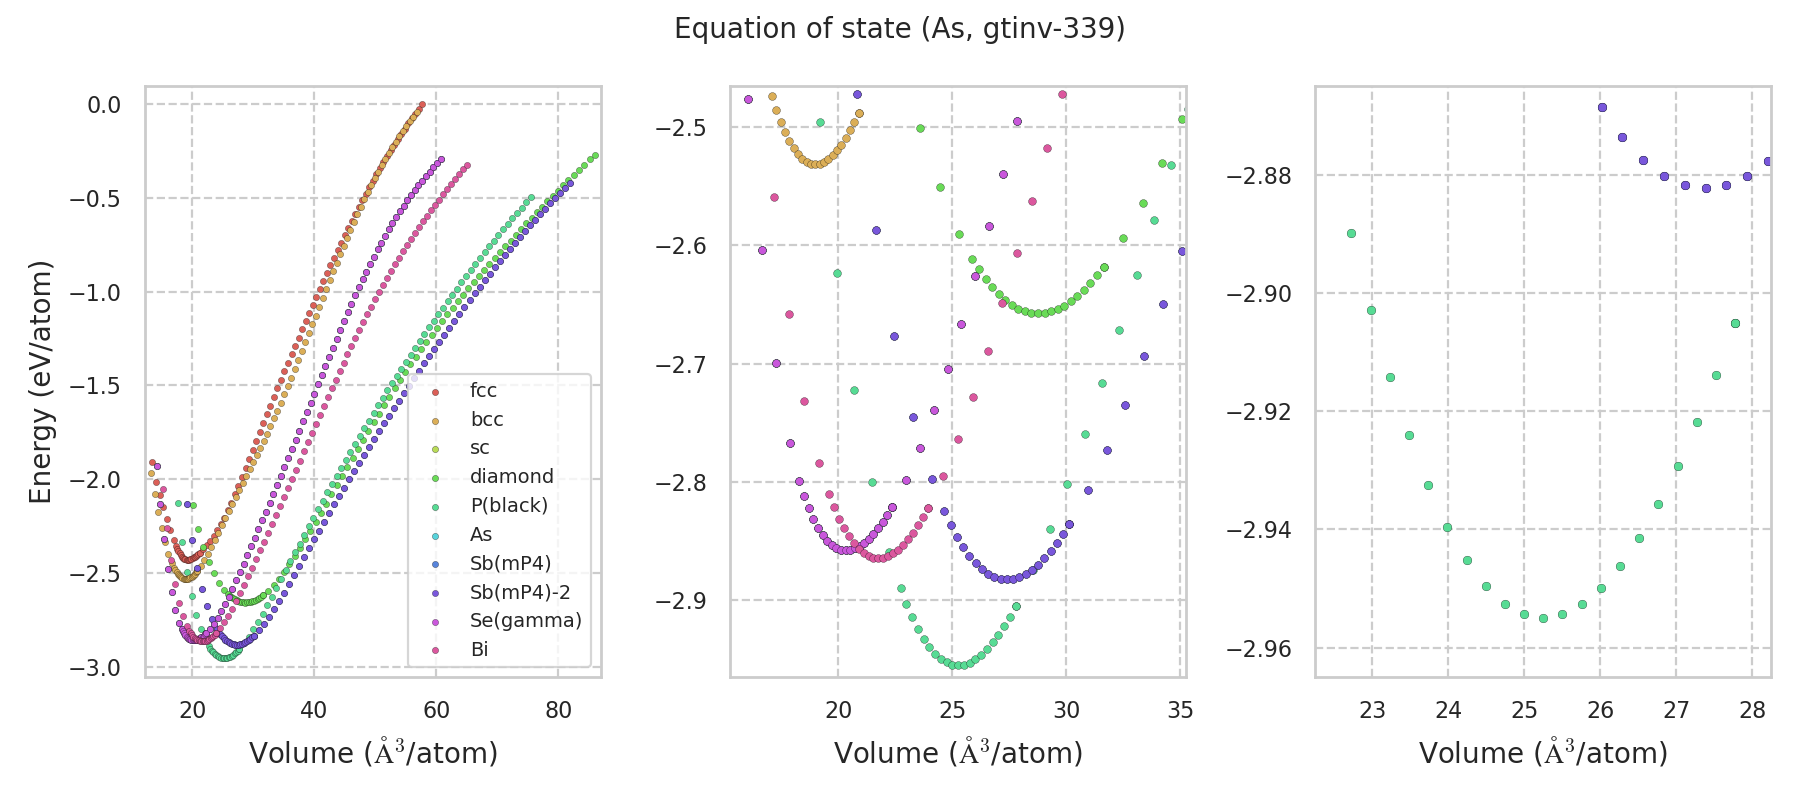 Equation of state (As, gtinv-339)
Energy (eV/atom)
0.0
−0.5
−1.0
−1.5
−2.0
−2.5
−3.0
20 40 60 80
Volume (Å³/atom)
fcc
bcc
sc
diamond
P(black)
As
Sb(mP4)
Sb(mP4)-2
Se(gamma)
Bi
−2.5
−2.6
−2.7
−2.8
−2.9
20 25 30 35
Volume (Å³/atom)
−2.88
−2.90
−2.92
−2.94
−2.96
23 24 25 26 27 28
Volume (Å³/atom)